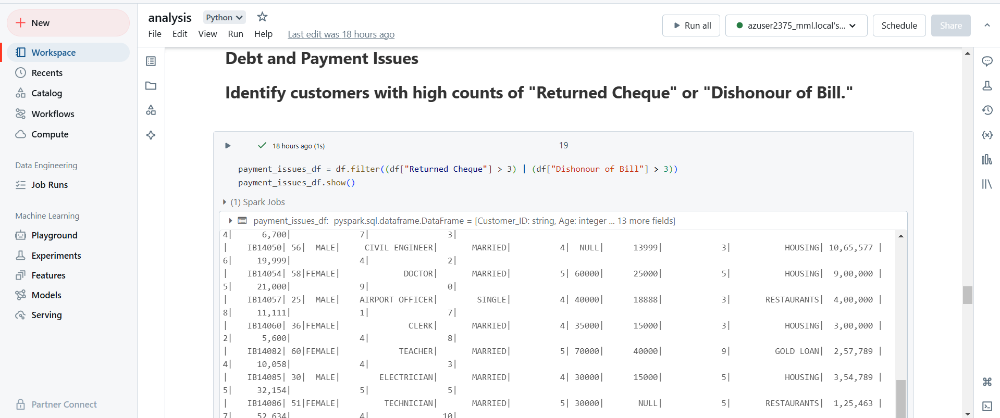 New
Workspace
Recents
Catalog
Workflows
Compute
Data Engineering
Job Runs
Machine Learning
Playground
Experiments
Features
Models
Serving
Partner Connect
analysis Python
File Edit View Run Help Last edit was 18 hours ago
Run all azuser2375_mml.local's... Schedule Share
Debt and Payment Issues
Identify customers with high counts of "Returned Cheque" or "Dishonour of Bill."
18 hours ago (1s) 19
payment_issues_df = df.filter((df["Returned Cheque"] > 3) | (df["Dishonour of Bill"] > 3))
payment_issues_df.show()
(1) Spark Jobs
payment_issues_df: pyspark.sql.dataframe.DataFrame = [Customer_ID: string, Age: integer ... 13 more fields]
4| 6,700| 7| 3|
| IB14050| 56| MALE| CIVIL ENGINEER| MARRIED| 4| NULL| 13999| 3| HOUSING| 10,65,577 |
6| 19,999| 4| 2|
| IB14054| 58|FEMALE| DOCTOR| MARRIED| 5| 60000| 25000| 5| HOUSING| 9,00,000 |
5| 21,000| 9| 0|
| IB14057| 25| MALE| AIRPORT OFFICER| SINGLE| 4| 40000| 18888| 3| RESTAURANTS| 4,00,000 |
8| 11,111| 1| 7|
| IB14060| 36|FEMALE| CLERK| MARRIED| 4| 35000| 15000| 3| HOUSING| 3,00,000 |
2| 5,600| 4| 8|
| IB14082| 60|FEMALE| TEACHER| MARRIED| 5| 70000| 40000| 9| GOLD LOAN| 2,57,789 |
4| 10,058| 4| 3|
| IB14085| 30| MALE| ELECTRICIAN| MARRIED| 4| 30000| 15000| 5| HOUSING| 3,54,789 |
5| 32,154| 5| 5|
| IB14086| 51|FEMALE| TECHNICIAN| MARRIED| 5| 30000| NULL| 5| RESTAURANTS| 1,25,463 |
7| 52,634| 4| 10|